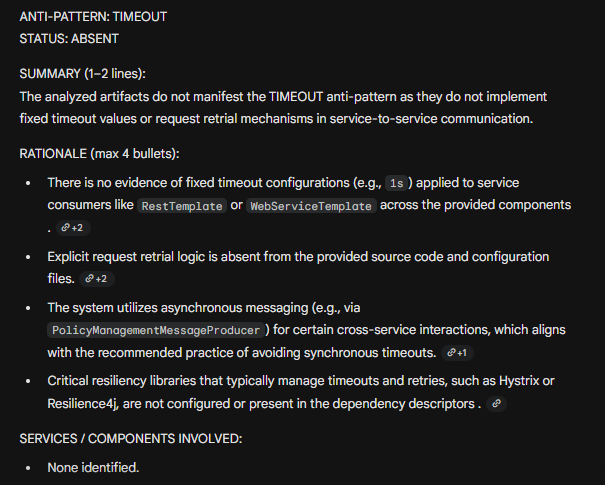 ANTI-PATTERN: TIMEOUT
STATUS: ABSENT
SUMMARY (1–2 lines):
The analyzed artifacts do not manifest the TIMEOUT anti-pattern as they do not implement
fixed timeout values or request retrial mechanisms in service-to-service communication.
RATIONALE (max 4 bullets):
• There is no evidence of fixed timeout configurations (e.g., 1s) applied to service
consumers like RestTemplate or WebServiceTemplate across the provided components
. +2
• Explicit request retrial logic is absent from the provided source code and configuration
files. +2
• The system utilizes asynchronous messaging (e.g., via
PolicyManagementMessageProducer) for certain cross-service interactions, which aligns
with the recommended practice of avoiding synchronous timeouts. +1
• Critical resiliency libraries that typically manage timeouts and retries, such as Hystrix or
Resilience4j, are not configured or present in the dependency descriptors .
SERVICES / COMPONENTS INVOLVED:
• None identified.